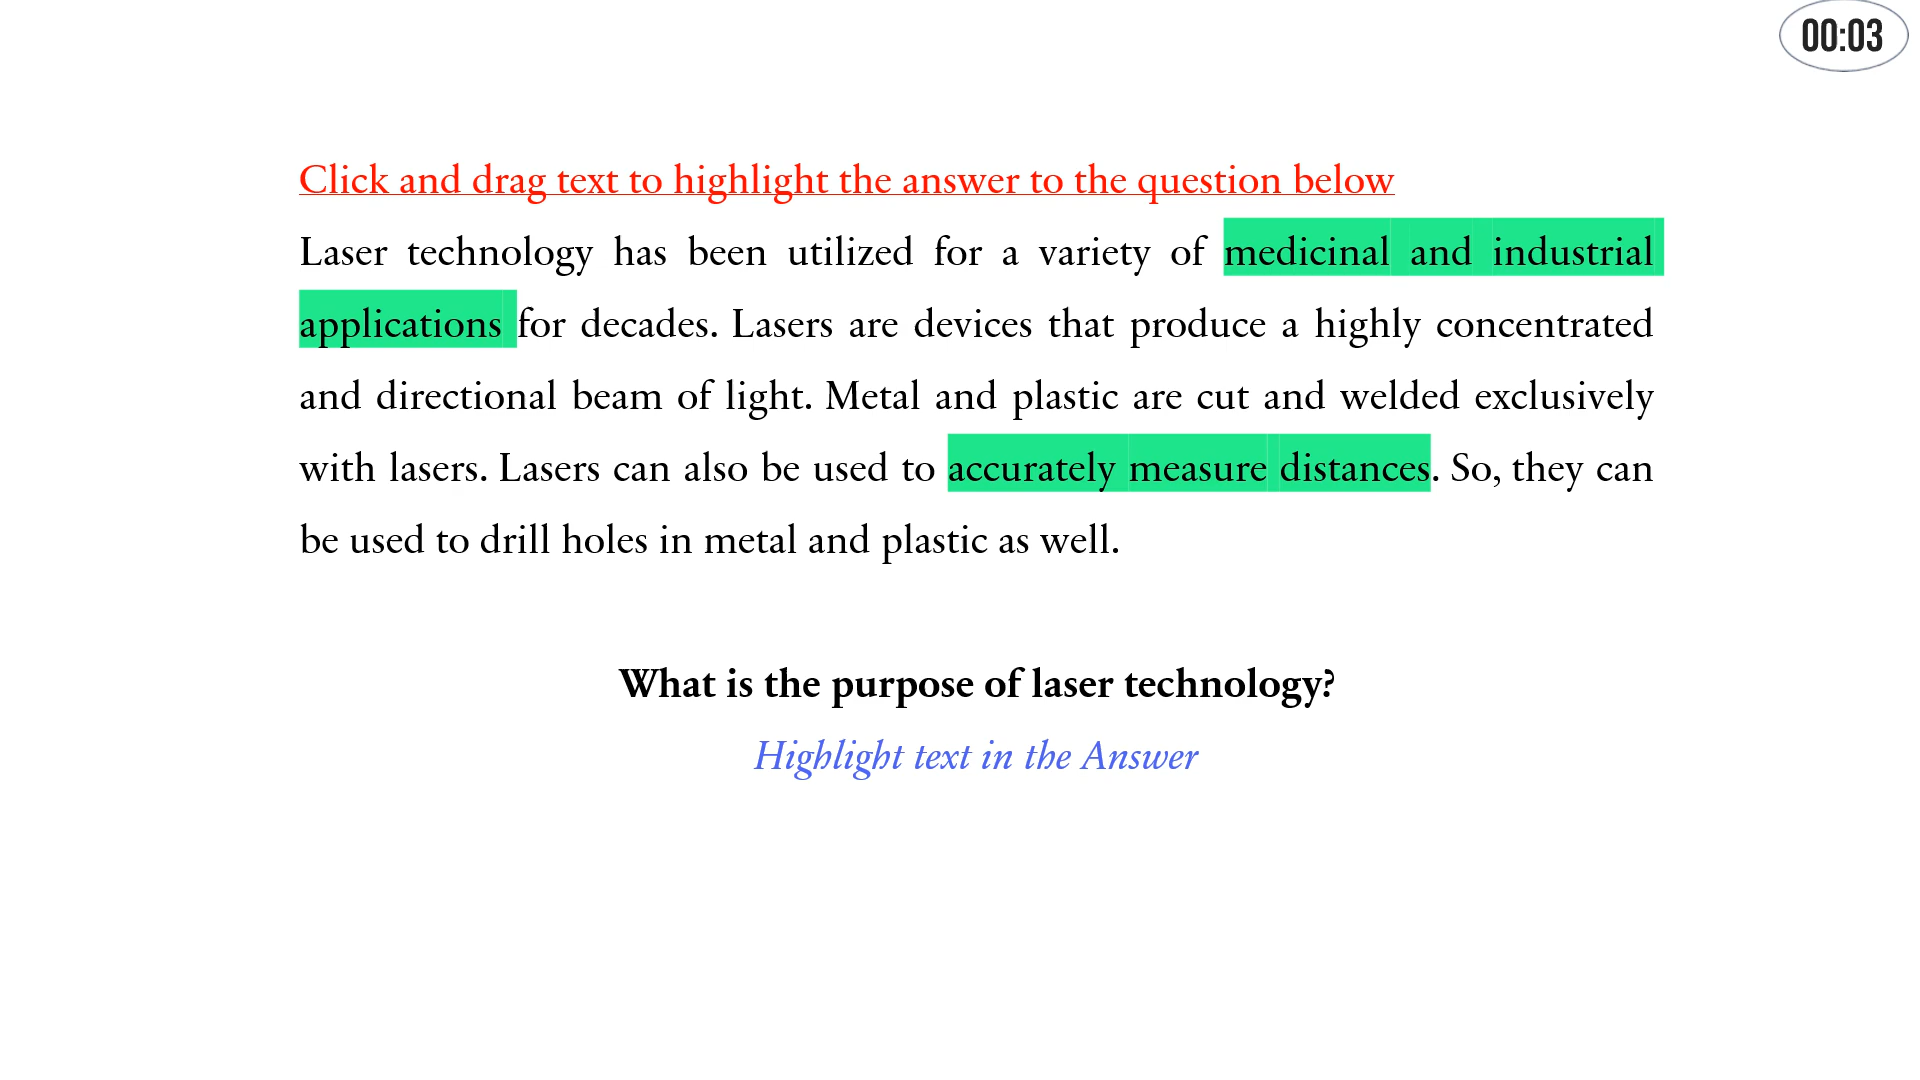 00:03
Click and drag text to highlight the answer to the question below
Laser technology has been utilized for a variety of medicinal and industrial
applications for decades. Lasers are devices that produce a highly concentrated
and directional beam of light. Metal and plastic are cut and welded exclusively
with lasers. Lasers can also be used to accurately measure distances. So, they can
be used to drill holes in metal and plastic as well.
What is the purpose of laser technology?
Highlight text in the Answer